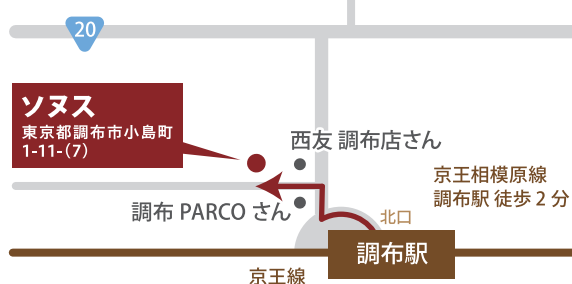 20
ソヌス
東京都調布市小島町
1-11-（7）
西友 調布店さん
京王相模原線
調布駅 徒歩 2 分
調布 PARCO さん
北口
調布駅
京王線